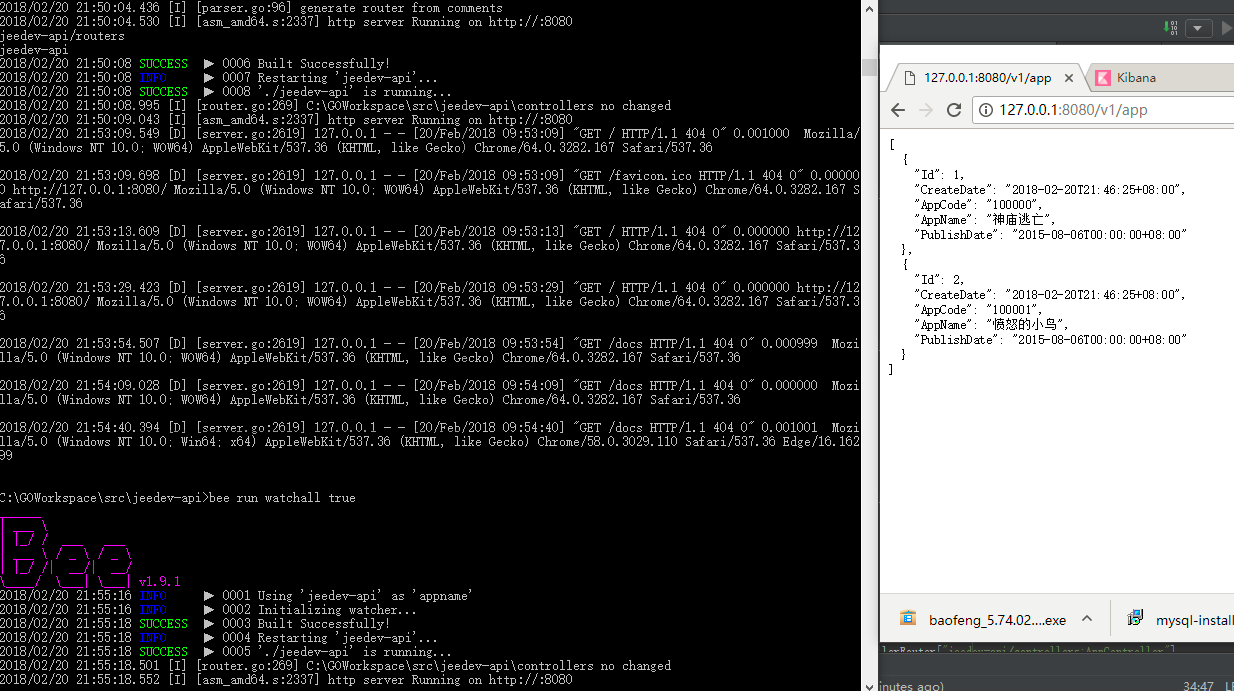 2018/02/20 21:50:04.436 [I] [parser.go:96] generate router from comments
2018/02/20 21:50:04.530 [I] [asm_amd64.s:2337] http server Running on http://:8080
jeedev-api/routers
jeedev-api
2018/02/20 21:50:08 SUCCESS  ▶ 0006 Built Successfully!
2018/02/20 21:50:08 INFO     ▶ 0007 Restarting 'jeedev-api'...
2018/02/20 21:50:08 SUCCESS  ▶ 0008 './jeedev-api' is running...
2018/02/20 21:50:08.995 [I] [router.go:269] C:\GOWorkspace\src\jeedev-api\controllers no changed
2018/02/20 21:50:09.043 [I] [asm_amd64.s:2337] http server Running on http://:8080
2018/02/20 21:53:09.549 [D] [server.go:2619] 127.0.0.1 - - [20/Feb/2018 09:53:09] "GET / HTTP/1.1 404 0" 0.001000  Mozilla/
5.0 (Windows NT 10.0; WOW64) AppleWebKit/537.36 (KHTML, like Gecko) Chrome/64.0.3282.167 Safari/537.36
2018/02/20 21:53:09.698 [D] [server.go:2619] 127.0.0.1 - - [20/Feb/2018 09:53:09] "GET /favicon.ico HTTP/1.1 404 0" 0.00000
0 http://127.0.0.1:8080/ Mozilla/5.0 (Windows NT 10.0; WOW64) AppleWebKit/537.36 (KHTML, like Gecko) Chrome/64.0.3282.167 S
afari/537.36
2018/02/20 21:53:13.609 [D] [server.go:2619] 127.0.0.1 - - [20/Feb/2018 09:53:13] "GET / HTTP/1.1 404 0" 0.000000 http://12
7.0.0.1:8080/ Mozilla/5.0 (Windows NT 10.0; WOW64) AppleWebKit/537.36 (KHTML, like Gecko) Chrome/64.0.3282.167 Safari/537.3
6
2018/02/20 21:53:29.423 [D] [server.go:2619] 127.0.0.1 - - [20/Feb/2018 09:53:29] "GET / HTTP/1.1 404 0" 0.000000 http://12
7.0.0.1:8080/ Mozilla/5.0 (Windows NT 10.0; WOW64) AppleWebKit/537.36 (KHTML, like Gecko) Chrome/64.0.3282.167 Safari/537.3
6
2018/02/20 21:53:54.507 [D] [server.go:2619] 127.0.0.1 - - [20/Feb/2018 09:53:54] "GET /docs HTTP/1.1 404 0" 0.000999  Mozi
lla/5.0 (Windows NT 10.0; WOW64) AppleWebKit/537.36 (KHTML, like Gecko) Chrome/64.0.3282.167 Safari/537.36
2018/02/20 21:54:09.028 [D] [server.go:2619] 127.0.0.1 - - [20/Feb/2018 09:54:09] "GET /docs HTTP/1.1 404 0" 0.000000  Mozi
lla/5.0 (Windows NT 10.0; WOW64) AppleWebKit/537.36 (KHTML, like Gecko) Chrome/64.0.3282.167 Safari/537.36
2018/02/20 21:54:40.394 [D] [server.go:2619] 127.0.0.1 - - [20/Feb/2018 09:54:40] "GET /docs HTTP/1.1 404 0" 0.001001  Mozi
lla/5.0 (Windows NT 10.0; Win64; x64) AppleWebKit/537.36 (KHTML, like Gecko) Chrome/58.0.3029.110 Safari/537.36 Edge/16.162
99
C:\GOWorkspace\src\jeedev-api>bee run watchall true
Bee
v1.9.1
2018/02/20 21:55:16 INFO     ▶ 0001 Using 'jeedev-api' as 'appname'
2018/02/20 21:55:16 INFO     ▶ 0002 Initializing watcher...
2018/02/20 21:55:18 SUCCESS  ▶ 0003 Built Successfully!
2018/02/20 21:55:18 INFO     ▶ 0004 Restarting 'jeedev-api'...
2018/02/20 21:55:18 SUCCESS  ▶ 0005 './jeedev-api' is running...
2018/02/20 21:55:18.501 [I] [router.go:269] C:\GOWorkspace\src\jeedev-api\controllers no changed
2018/02/20 21:55:18.552 [I] [asm_amd64.s:2337] http server Running on http://:8080
127.0.0.1:8080/v1/app × Kibana
127.0.0.1:8080/v1/app
[
  {
    "Id": 1,
    "CreateDate": "2018-02-20T21:46:25+08:00",
    "AppCode": "100000",
    "AppName": "神庙逃亡",
    "PublishDate": "2015-08-06T00:00:00+08:00"
  },
  {
    "Id": 2,
    "CreateDate": "2018-02-20T21:46:25+08:00",
    "AppCode": "100001",
    "AppName": "愤怒的小鸟",
    "PublishDate": "2015-08-06T00:00:00+08:00"
  }
]
baofeng_5.74.02....exe mysql-install
lerRouter["jeedev-api/controllers:AppController"]
inutes ago) 34:47